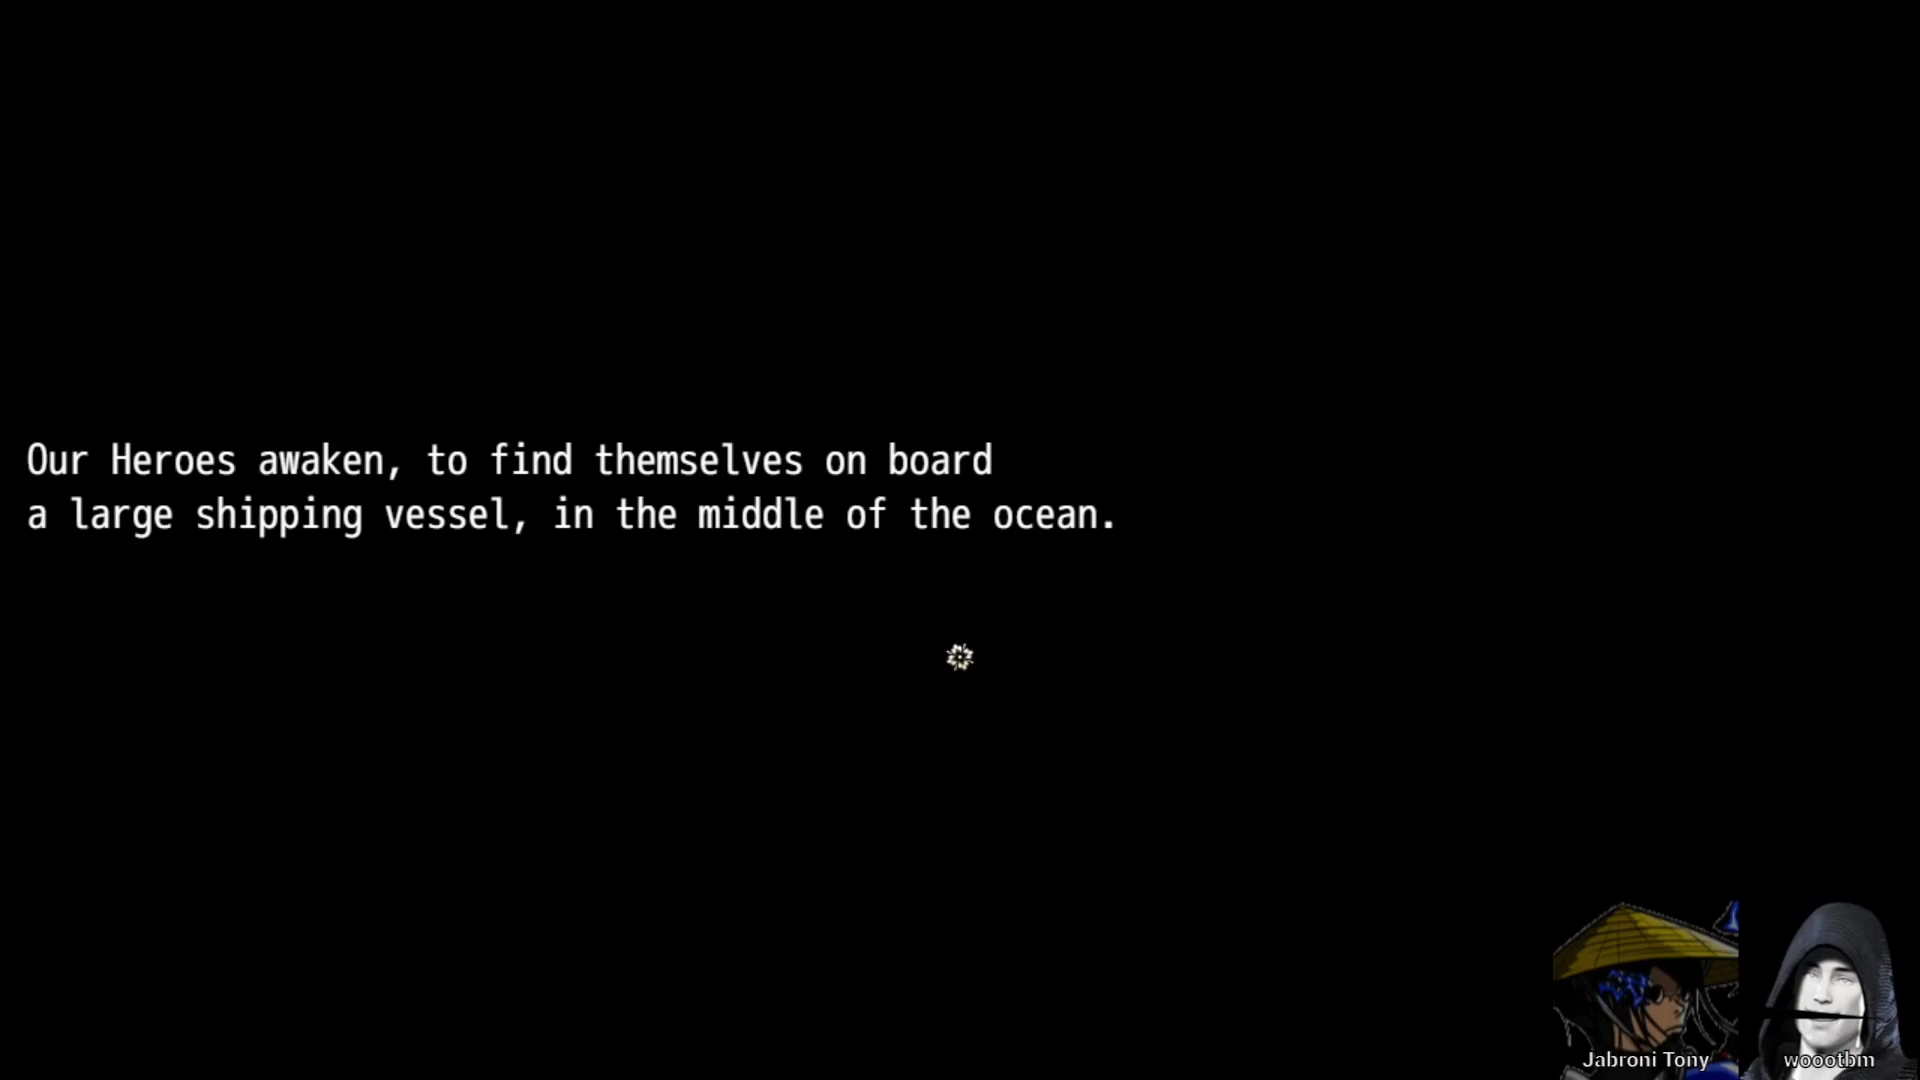 Our Heroes awaken, to find themselves on board
a large shipping vessel, in the middle of the ocean.
Jabroni Tony
woootbm